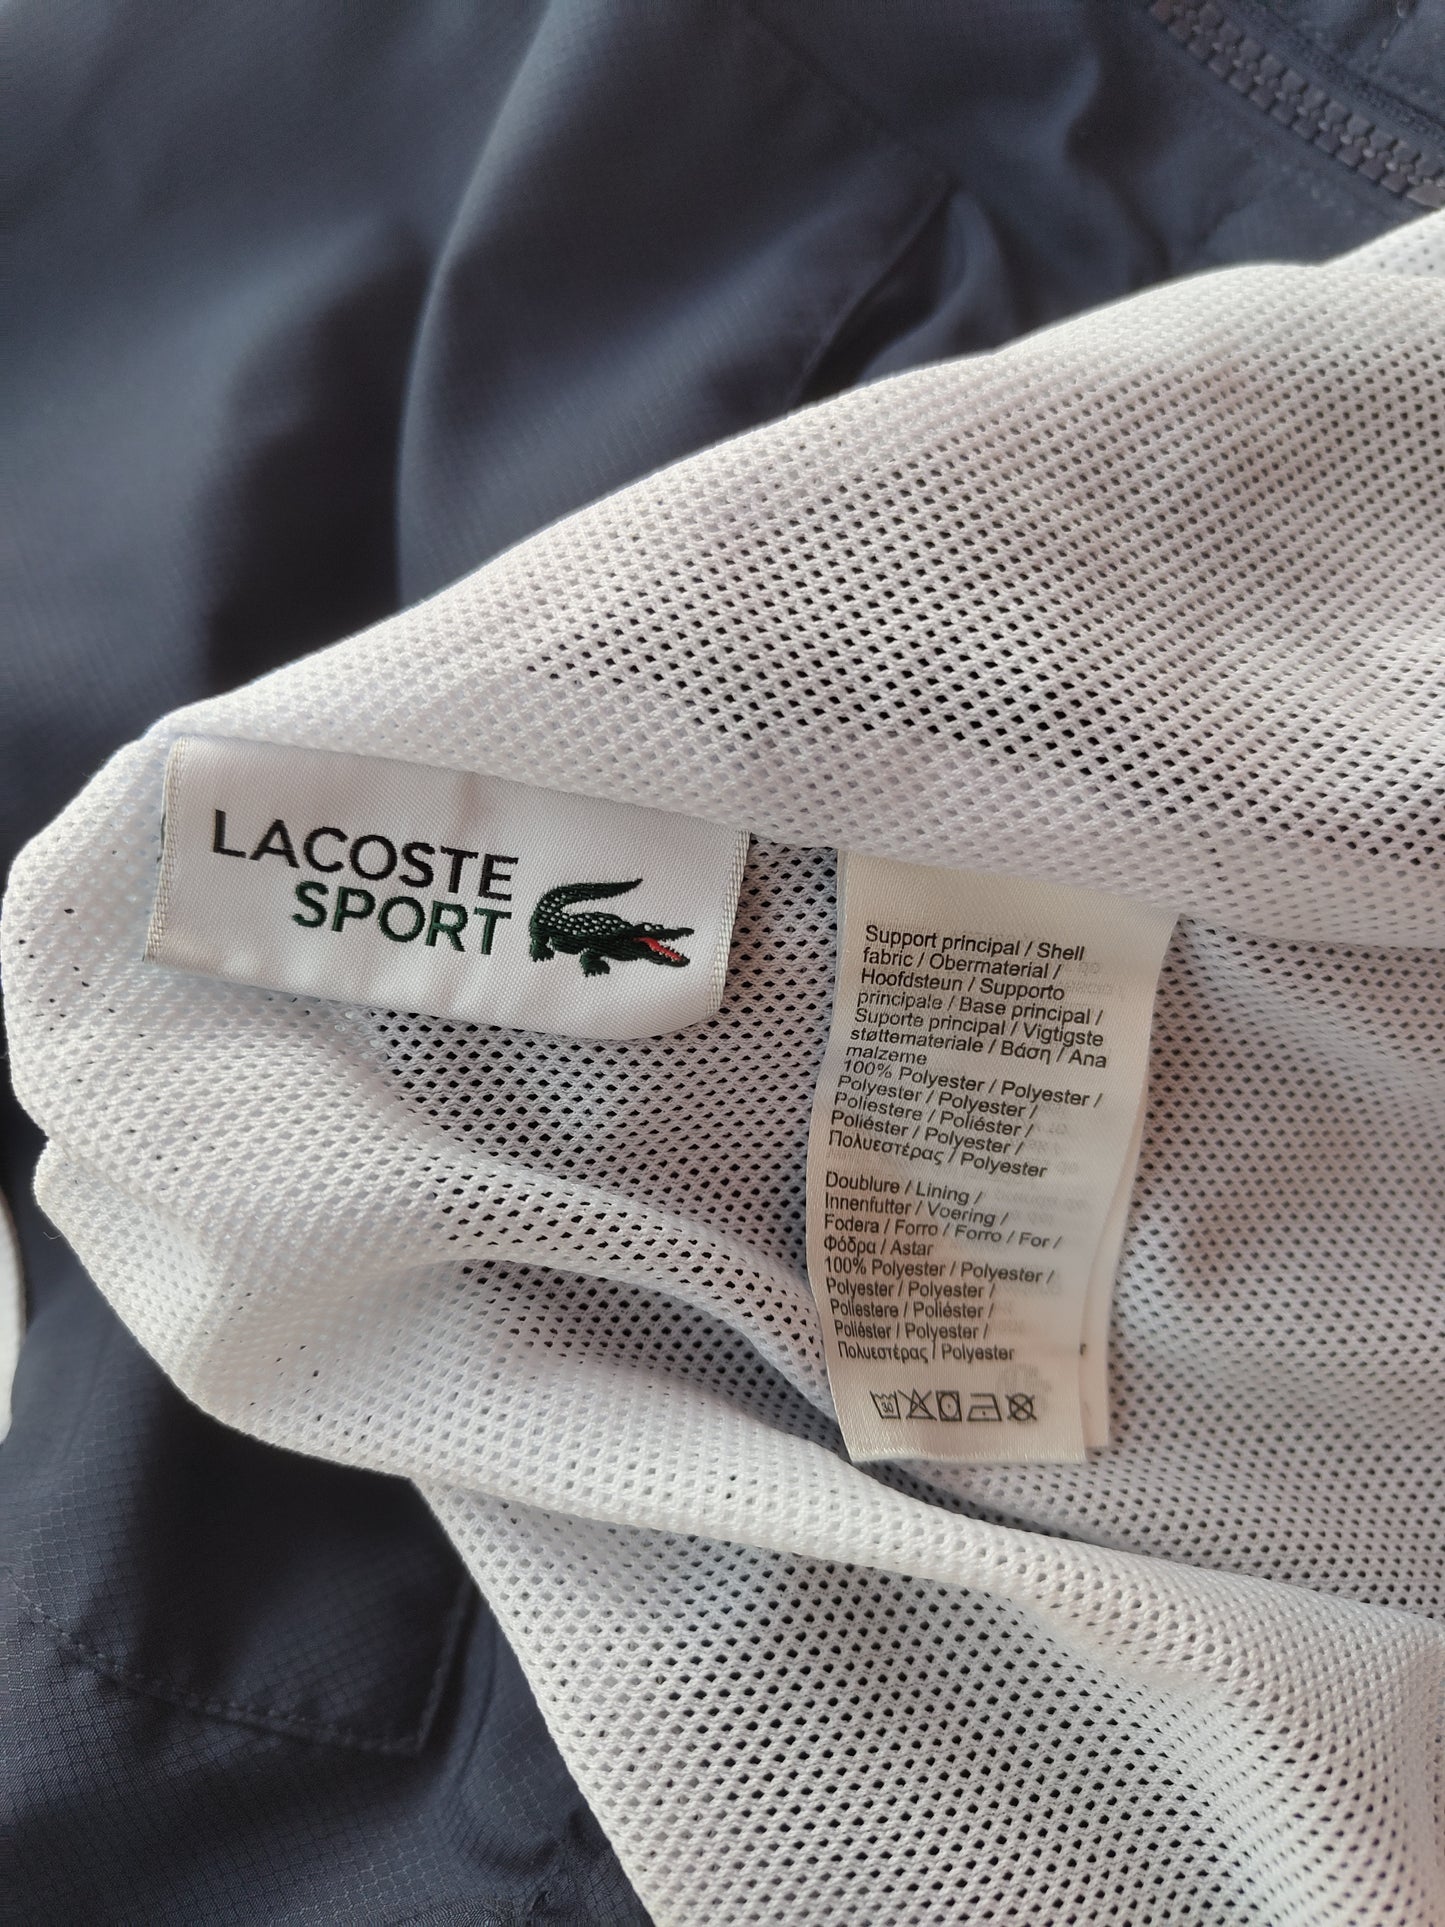 LACOSTE
SPORT
Support principal / Shell
fabric / Obermaterial /
Hoofdsteun / Supporto
principale / Base principal /
Suporte principal / Vigtigste
støttemateriale / Βάση / Ana
malzeme
100% Polyester / Polyester /
Polyester / Polyester /
Poliestere / Poliéster /
Poliéster / Polyester /
Πολυεστέρας / Polyester
Doublure / Lining /
Innenfutter / Voering /
Fodera / Forro / Forro / For /
Φόδρα / Astar
100% Polyester / Polyester /
Polyester / Polyester /
Poliestere / Poliéster /
Poliéster / Polyester /
Πολυεστέρας / Polyester
30